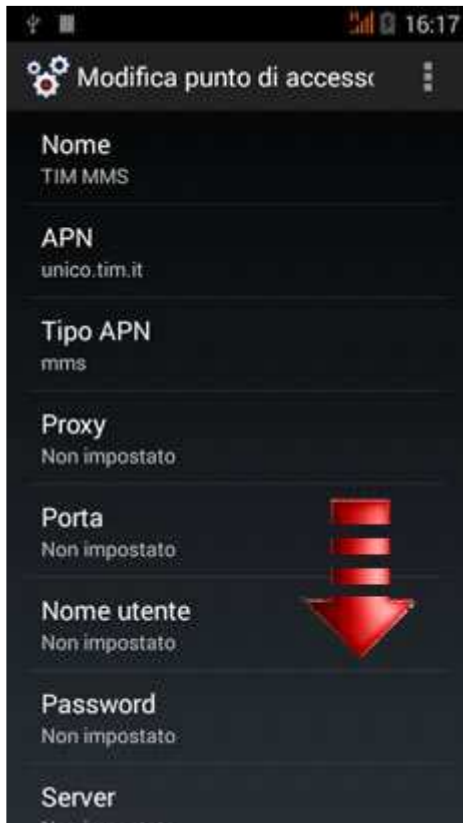 16:17
Modifica punto di accesso
Nome
TIM MMS
APN
unico.tim.it
Tipo APN
mms
Proxy
Non impostato
Porta
Non impostato
Nome utente
Non impostato
Password
Non impostato
Server